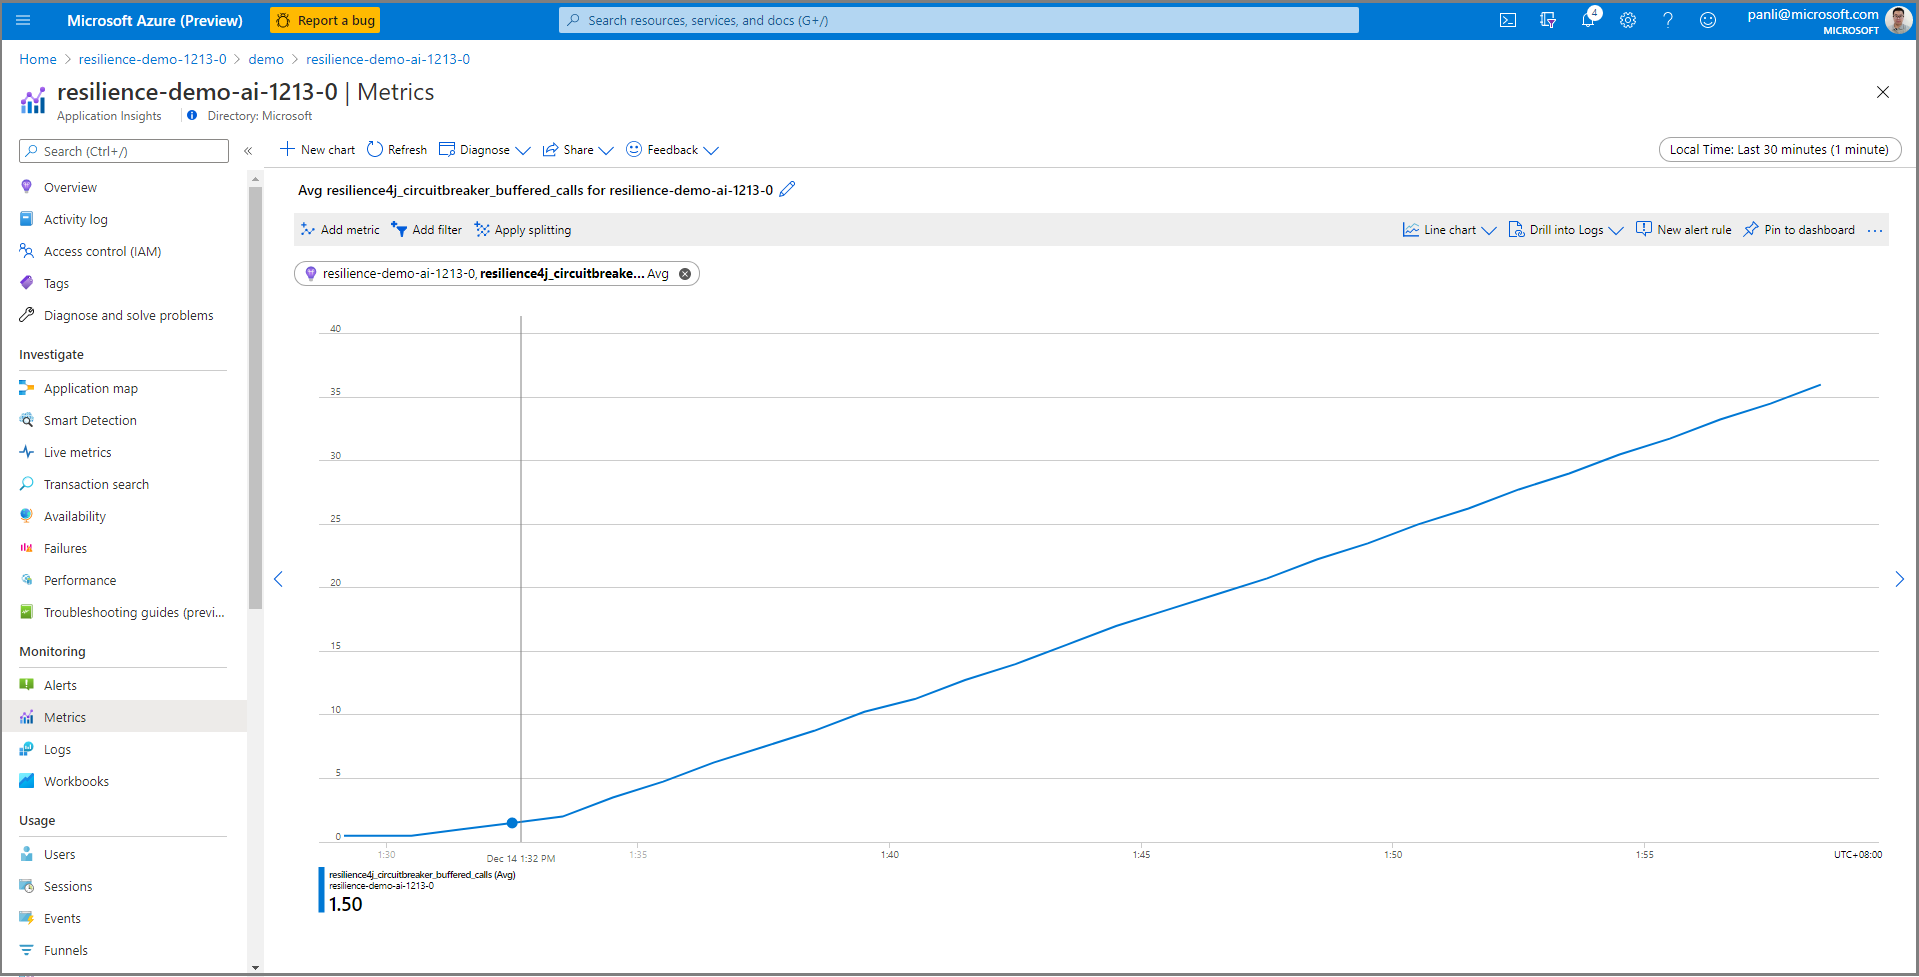 Microsoft Azure (Preview)
Report a bug
Search resources, services, and docs (G+/)
4
panli@microsoft.com
MICROSOFT
Home > resilience-demo-1213-0 > demo > resilience-demo-ai-1213-0
resilience-demo-ai-1213-0 | Metrics
Application Insights
Directory: Microsoft
Search (Ctrl+/)
«
New chart
Refresh
Diagnose
Share
Feedback
Local Time: Last 30 minutes (1 minute)
Overview
Activity log
Access control (IAM)
Tags
Diagnose and solve problems
Investigate
Application map
Smart Detection
Live metrics
Transaction search
Availability
Failures
Performance
Troubleshooting guides (previ...
Monitoring
Alerts
Metrics
Logs
Workbooks
Usage
Users
Sessions
Events
Funnels
Avg resilience4j_circuitbreaker_buffered_calls for resilience-demo-ai-1213-0
Add metric
Add filter
Apply splitting
Line chart
Drill into Logs
New alert rule
Pin to dashboard
...
resilience-demo-ai-1213-0, resilience4j_circuitbreake... Avg
40
35
30
25
20
15
10
5
0
1:30
Dec 14 1:32 PM
1:35
1:40
1:45
1:50
1:55
UTC+08:00
resilience4j_circuitbreaker_buffered_calls (Avg)
resilience-demo-ai-1213-0
1.50